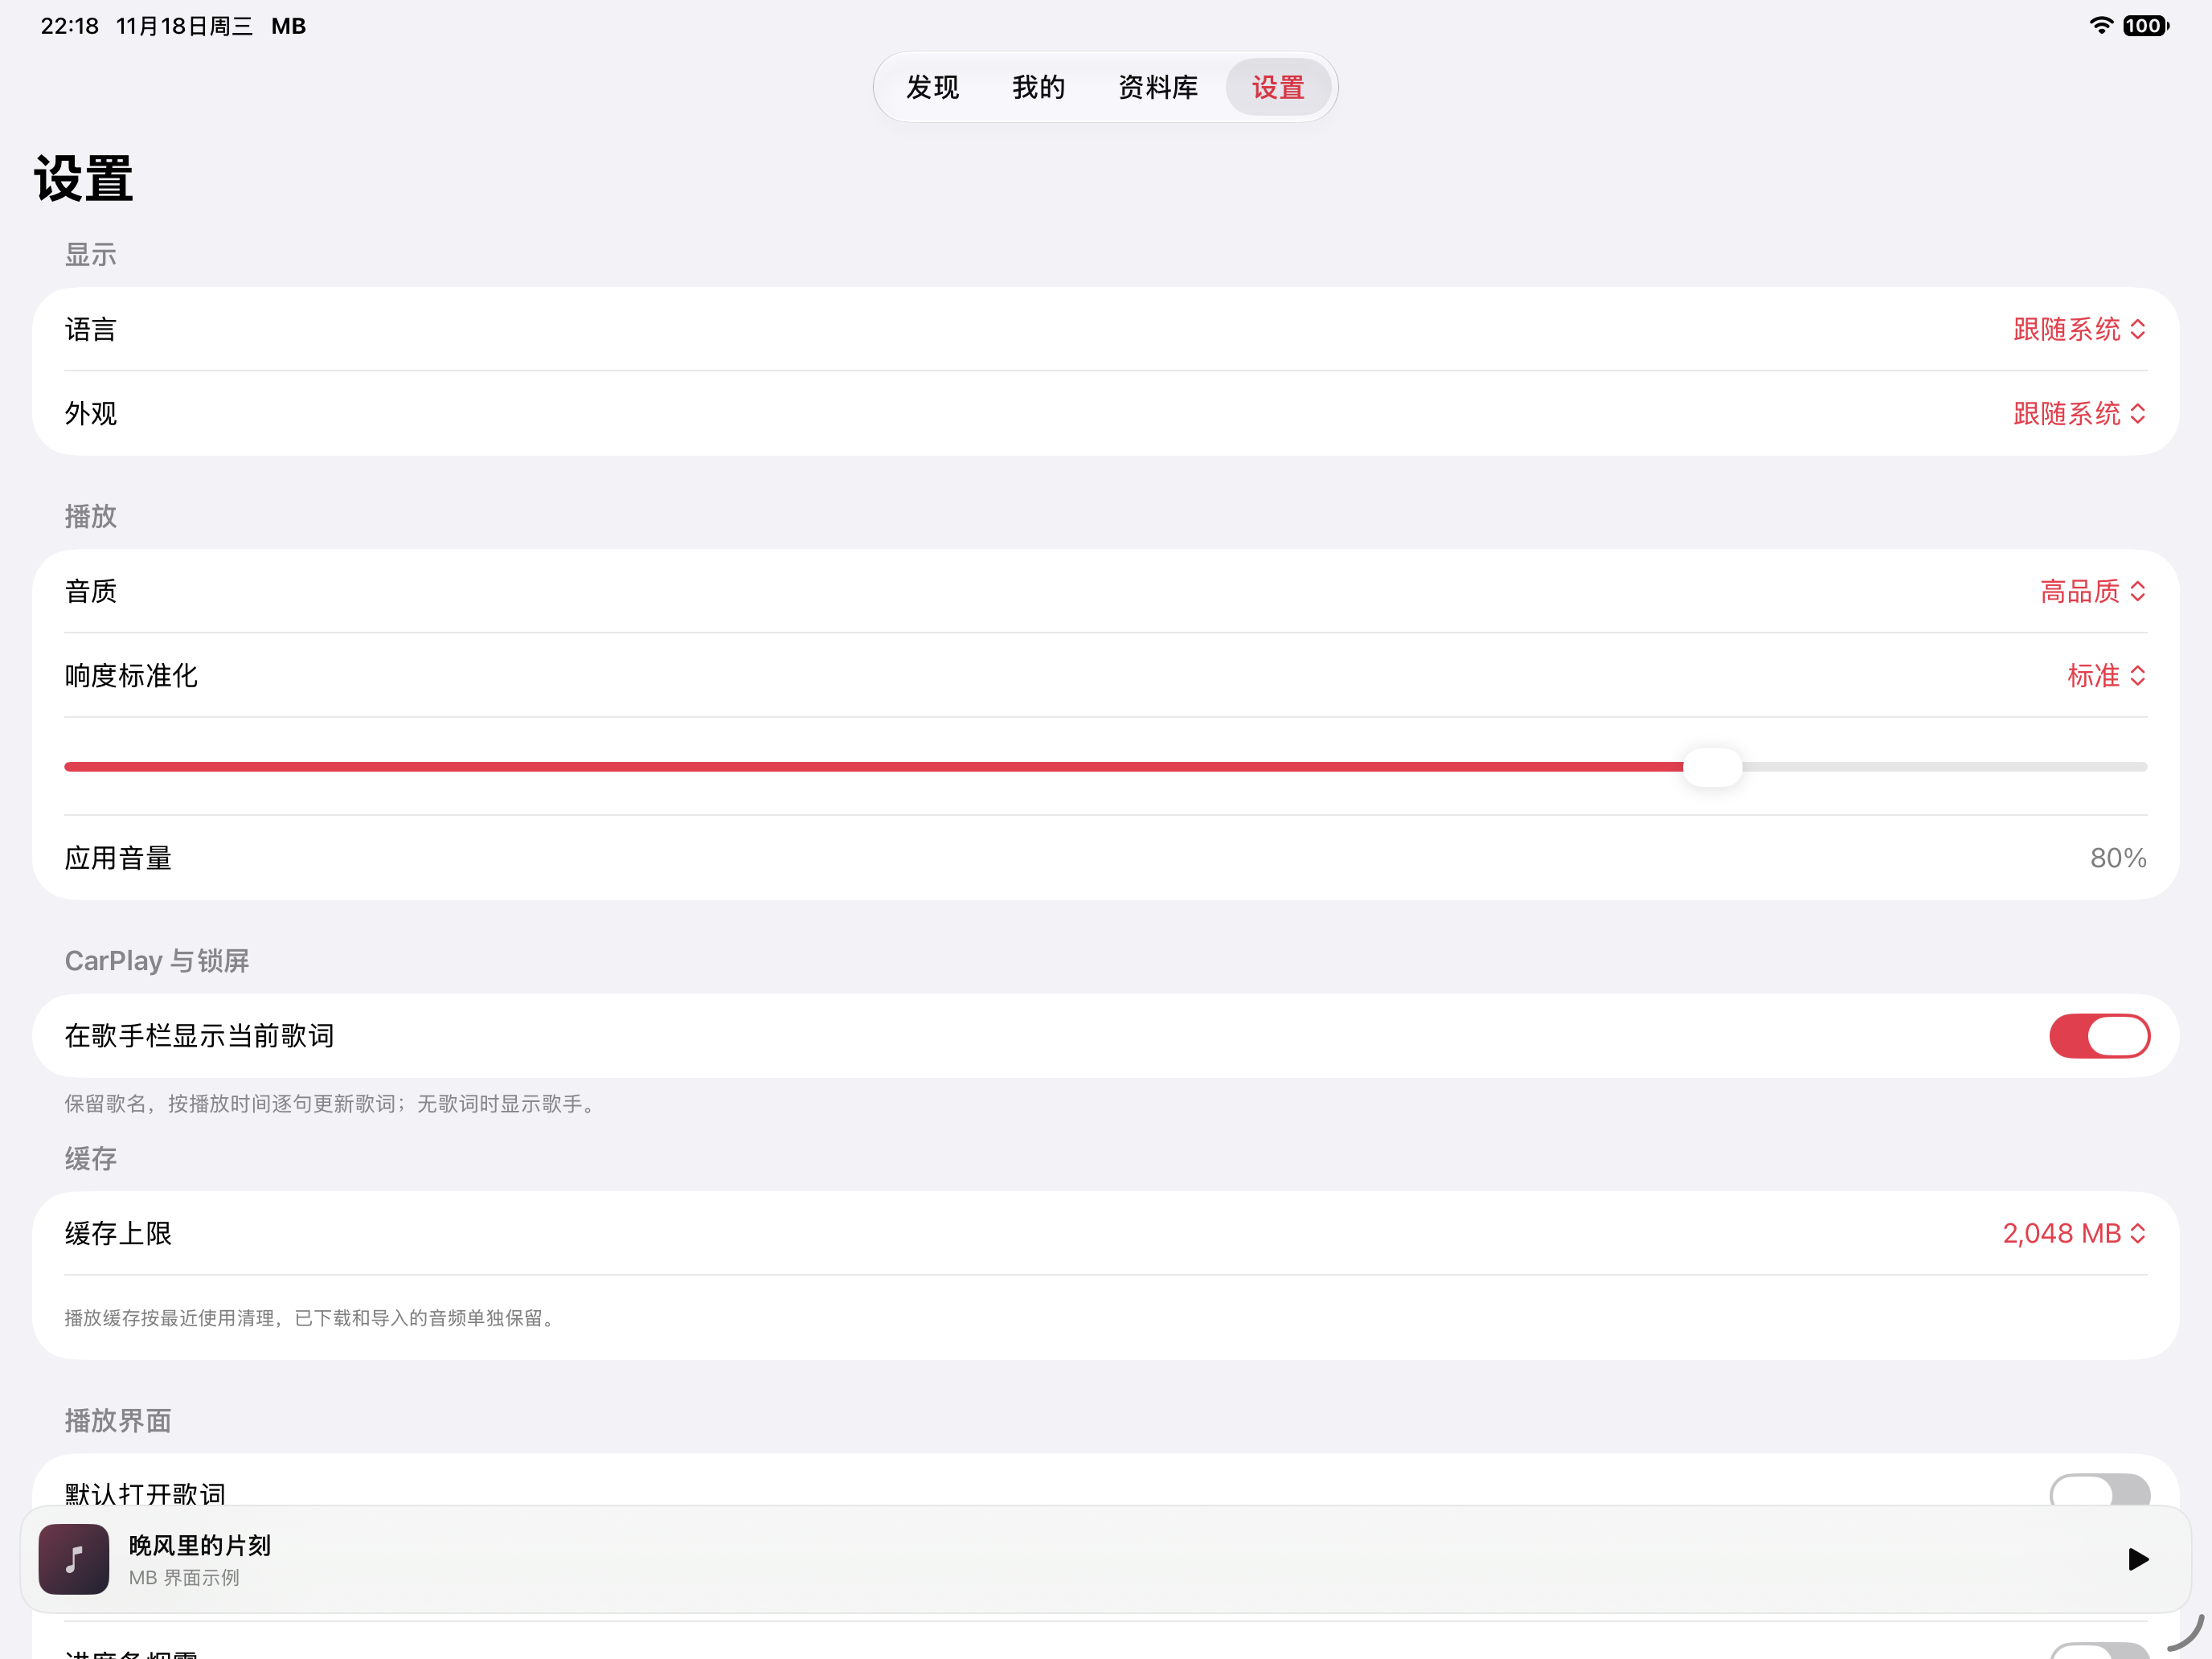 22:18 11月18日周三 MB
100
发现 我的 资料库 设置
设置
显示
语言 跟随系统
外观 跟随系统
播放
音质 高品质
响度标准化 标准
应用音量 80%
CarPlay 与锁屏
在歌手栏显示当前歌词
保留歌名，按播放时间逐句更新歌词；无歌词时显示歌手。
缓存
缓存上限 2,048 MB
播放缓存按最近使用清理，已下载和导入的音频单独保留。
播放界面
默认打开歌词
晚风里的片刻
MB 界面示例